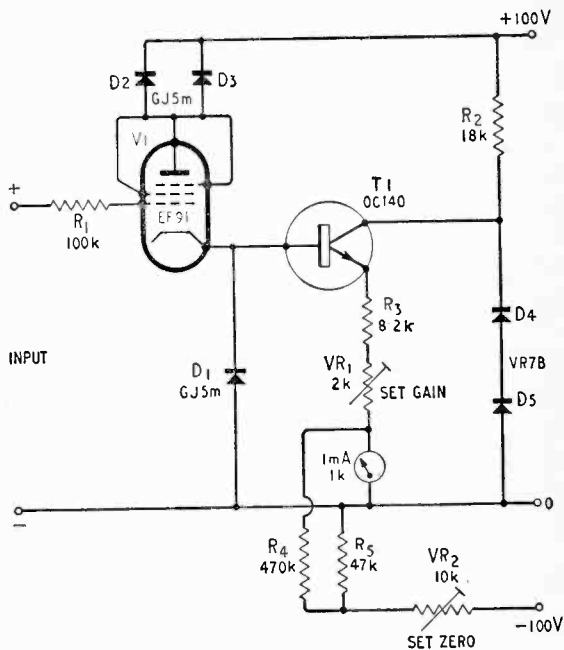 +100V
D2
D3
GJ5m
R2
18k
V1
T1
OC140
+
EF91
R1
100k
R3
8·2k
D4
INPUT
D1
GJ5m
VR1
2k
SET GAIN
VR7B
D5
1mA
1k
-
0
R4
470k
R5
47k
VR2
10k
-100V
SET ZERO